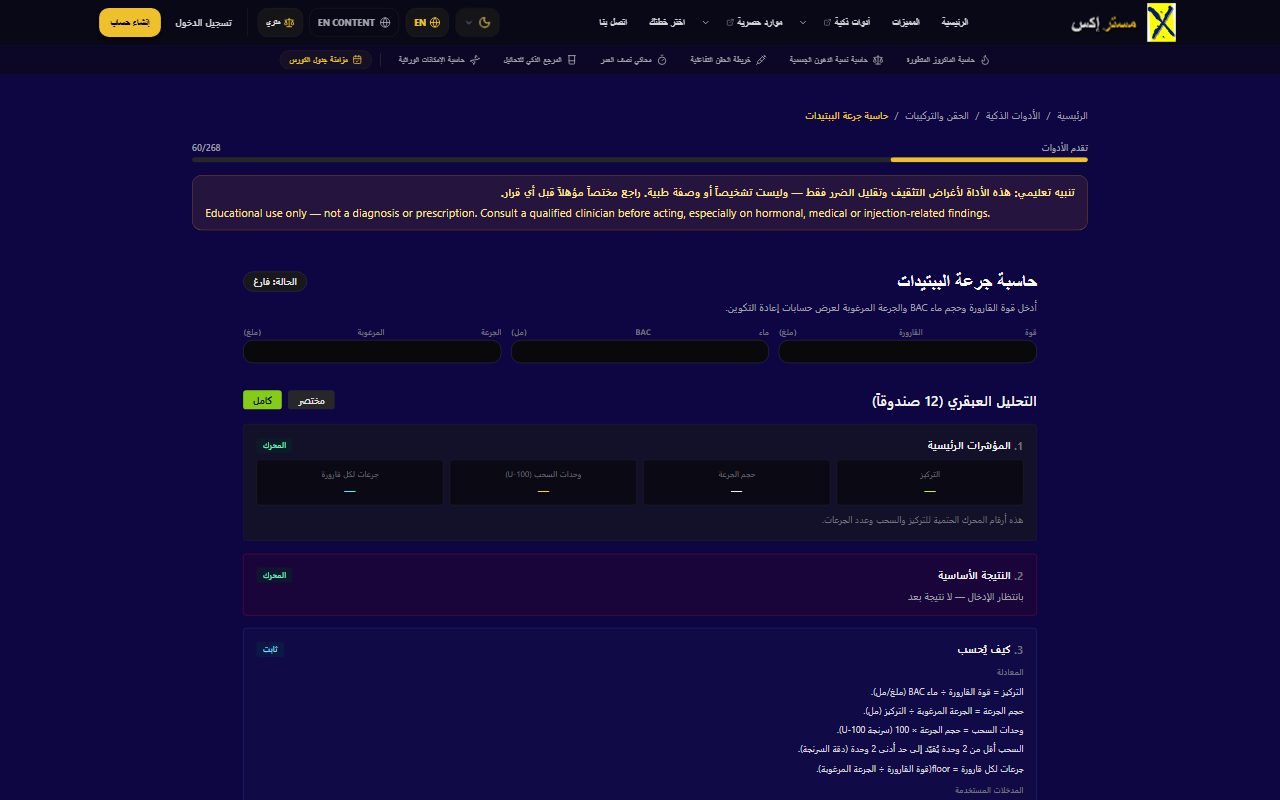 مستر إكس
الرئيسية
المميزات
أدوات ذكية
موارد حصرية
اختر خطتك
اتصل بنا
EN
EN CONTENT
متري
تسجيل الدخول
إنشاء حساب
حاسبة الماكروز المتطورة
حاسبة نسبة الدهون الجسمية
خريطة الحقن التفاعلية
محاكي نصف العمر
المرجع الذكي للتحاليل
حاسبة الإمكانات الوراثية
مزامنة جدول الكورس
الرئيسية / الأدوات الذكية / الحقن والتركيبات / حاسبة جرعة الببتيدات
تقدم الأدوات
60/268
تنبيه تعليمي: هذه الأداة لأغراض التثقيف وتقليل الضرر فقط — وليست تشخيصاً أو وصفة طبية. راجع مختصاً مؤهلاً قبل أي قرار.
Educational use only — not a diagnosis or prescription. Consult a qualified clinician before acting, especially on hormonal, medical or injection-related findings.
حاسبة جرعة الببتيدات
الحالة: فارغ
أدخل قوة القارورة وحجم ماء BAC والجرعة المرغوبة لعرض حسابات إعادة التكوين.
قوة القارورة (ملغ)
ماء BAC (مل)
الجرعة المرغوبة (ملغ)
التحليل العبقري (12 صندوقاً)
مختصر
كامل
1. المؤشرات الرئيسية
المحرك
التركيز
—
حجم الجرعة
—
وحدات السحب (U-100)
—
جرعات لكل قارورة
—
هذه أرقام المحرك الحتمية للتركيز والسحب وعدد الجرعات.
2. النتيجة الأساسية
المحرك
بانتظار الإدخال — لا نتيجة بعد
3. كيف يُحسب
ثابت
المعادلة
التركيز = قوة القارورة ÷ ماء BAC (ملغ/مل).
حجم الجرعة = الجرعة المرغوبة ÷ التركيز (مل).
وحدات السحب = حجم الجرعة × 100 (سرنجة U-100).
السحب أقل من 2 وحدة يُقيّد إلى حد أدنى 2 وحدة (دقة السرنجة).
جرعات لكل قارورة = floor(قوة القارورة ÷ الجرعة المرغوبة).
المدخلات المستخدمة